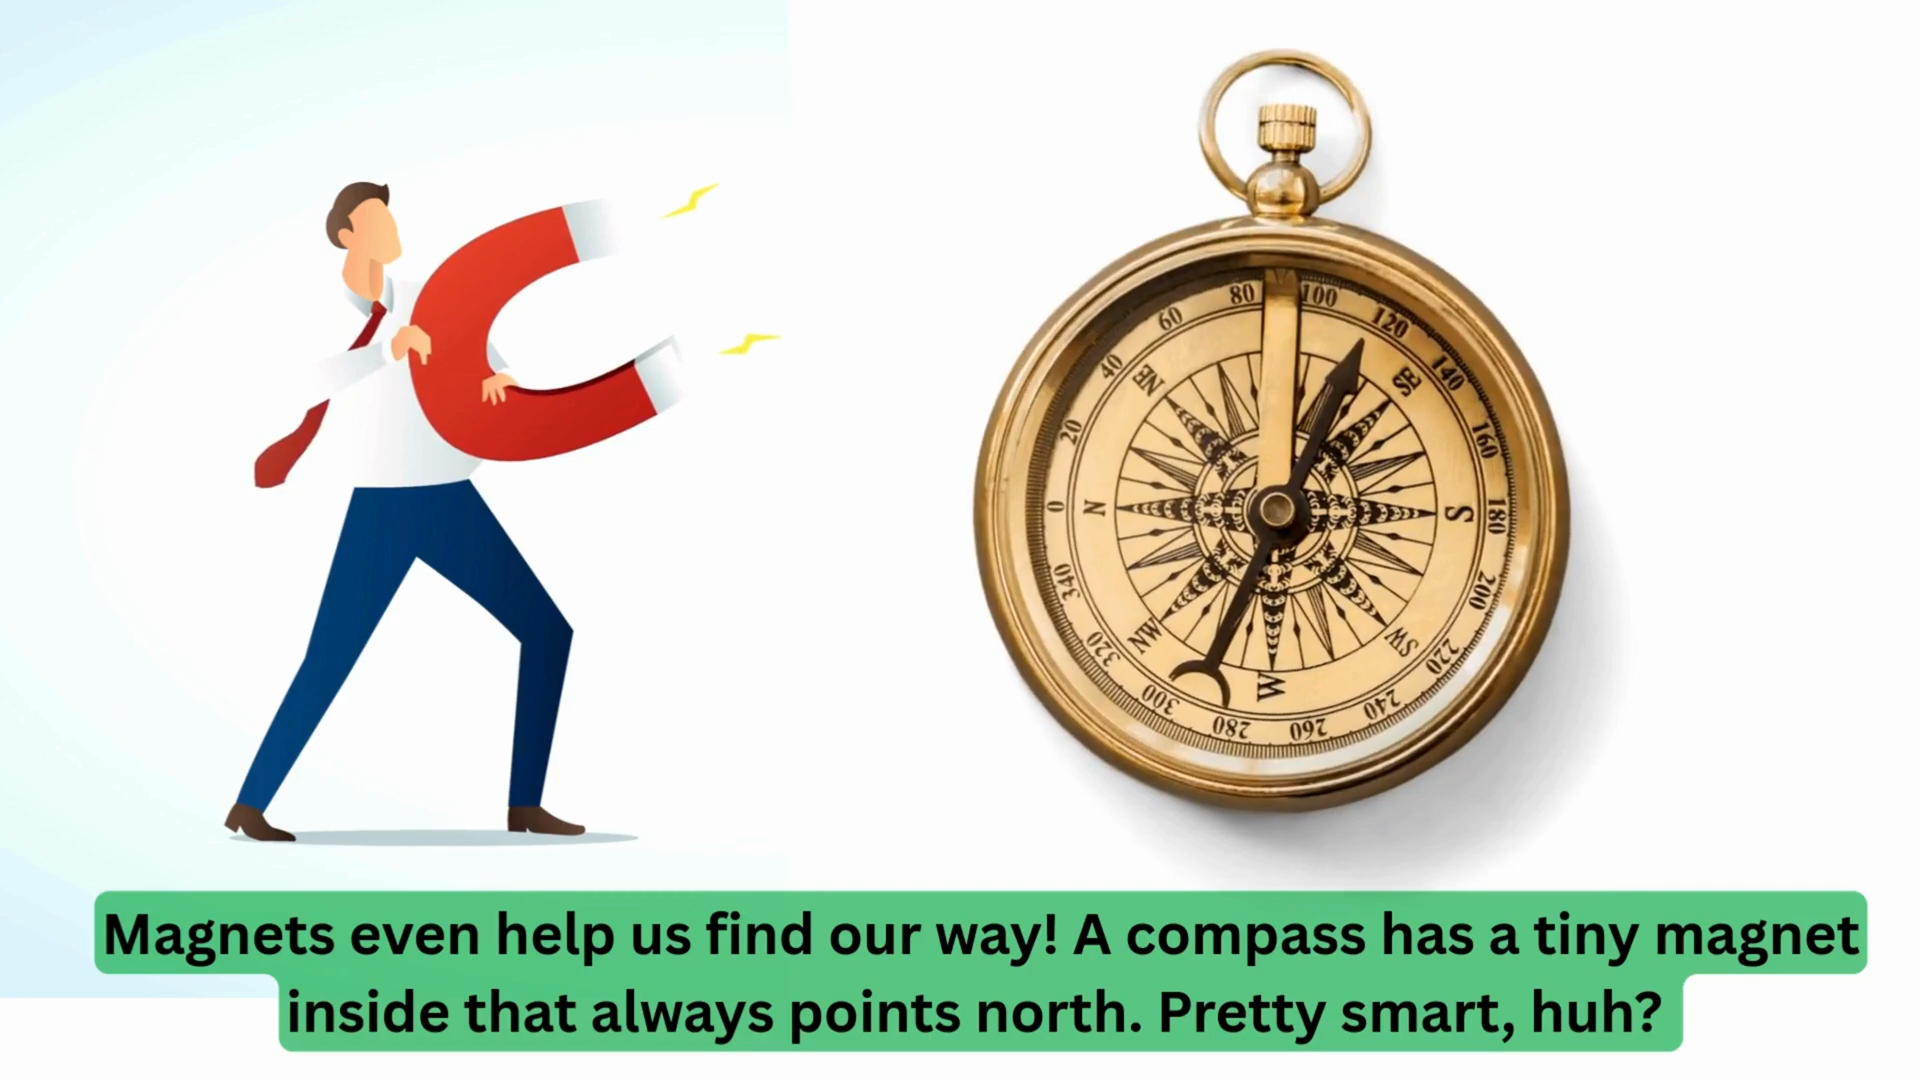 80
100
60
120
40
NE
SE
140
20
160
0
N
S
180
340
200
NW
SW
320
220
300
W
240
280
260
Magnets even help us find our way! A compass has a tiny magnet
inside that always points north. Pretty smart, huh?